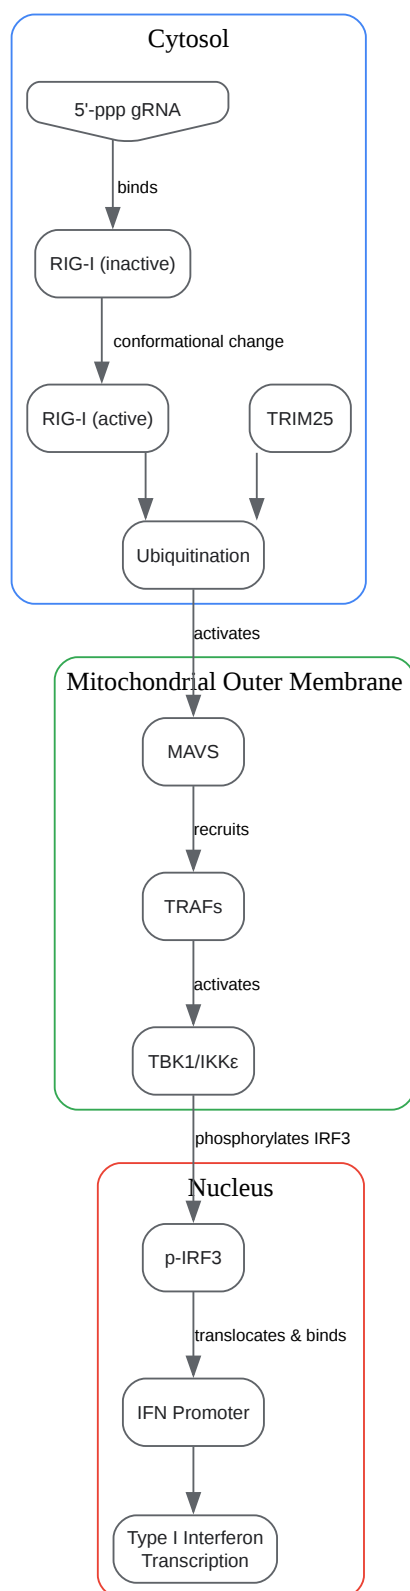 Cytosol
5'-ppp gRNA
binds
RIG-I (inactive)
conformational change
RIG-I (active)
TRIM25
Ubiquitination
activates
Mitochondrial Outer Membrane
MAVS
recruits
TRAFs
activates
TBK1/IKKε
phosphorylates IRF3
Nucleus
p-IRF3
translocates & binds
IFN Promoter
Type I Interferon
Transcription